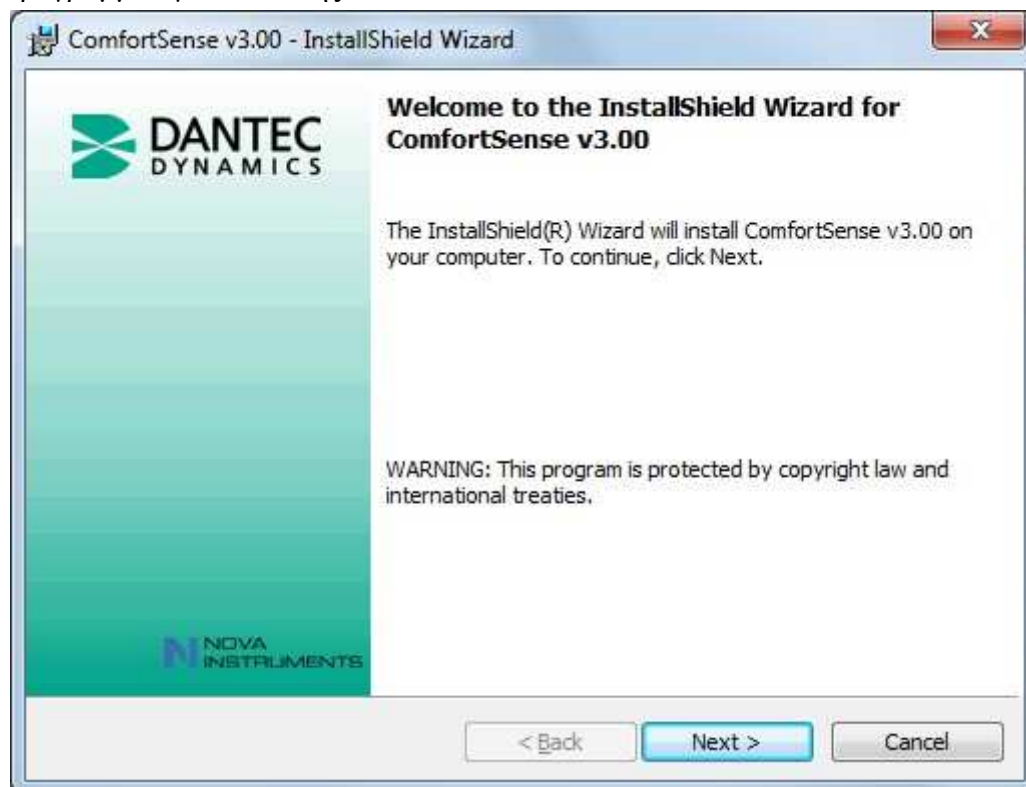 ComfortSense v3.00 - InstallShield Wizard
DANTEC
DYNAMICS
Welcome to the InstallShield Wizard for
ComfortSense v3.00
The InstallShield(R) Wizard will install ComfortSense v3.00 on
your computer. To continue, click Next.
WARNING: This program is protected by copyright law and
international treaties.
NOVA
INSTRUMENTS
< Back
Next >
Cancel